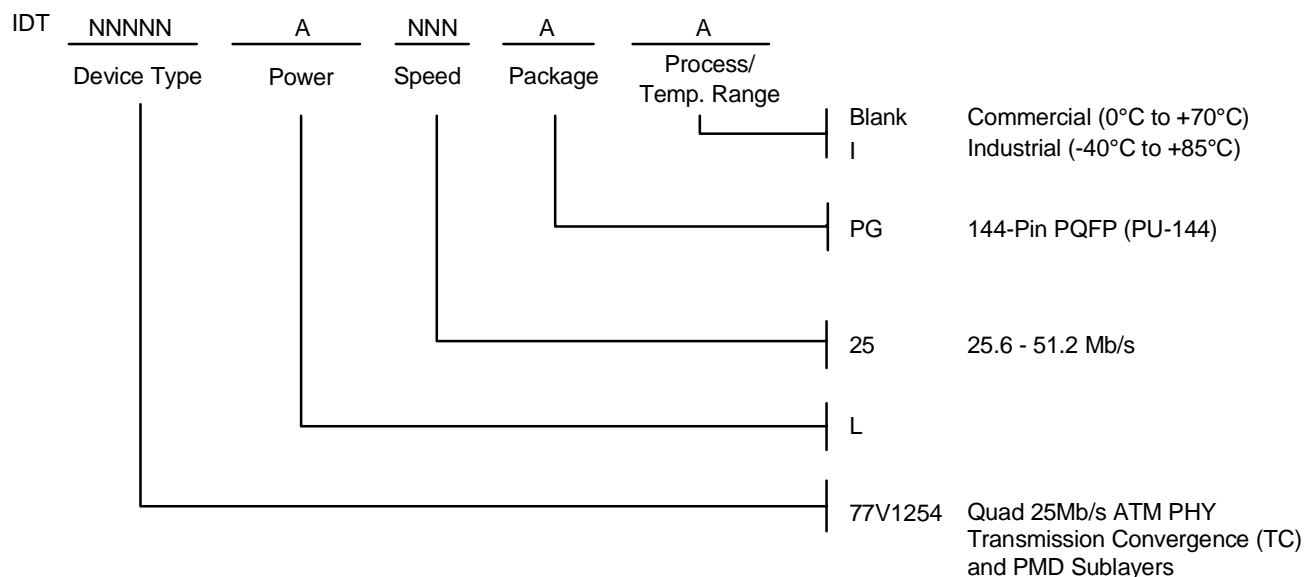 IDT NNNNN A NNN A A
Device Type Power Speed Package Process/
Temp. Range
Blank Commercial (0°C to +70°C)
I Industrial (-40°C to +85°C)
PG 144-Pin PQFP (PU-144)
25 25.6 - 51.2 Mb/s
L
77V1254 Quad 25Mb/s ATM PHY
Transmission Convergence (TC)
and PMD Sublayers